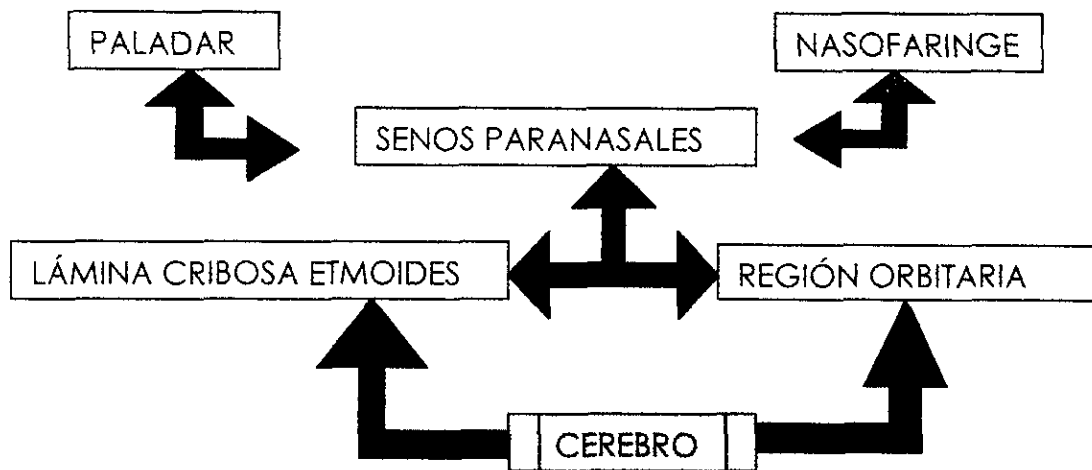 PALADAR
NASOFARINGE
SENOS PARANASALES
LÁMINA CRIBOSA ETMOIDES
REGIÓN ORBITARIA
CEREBRO